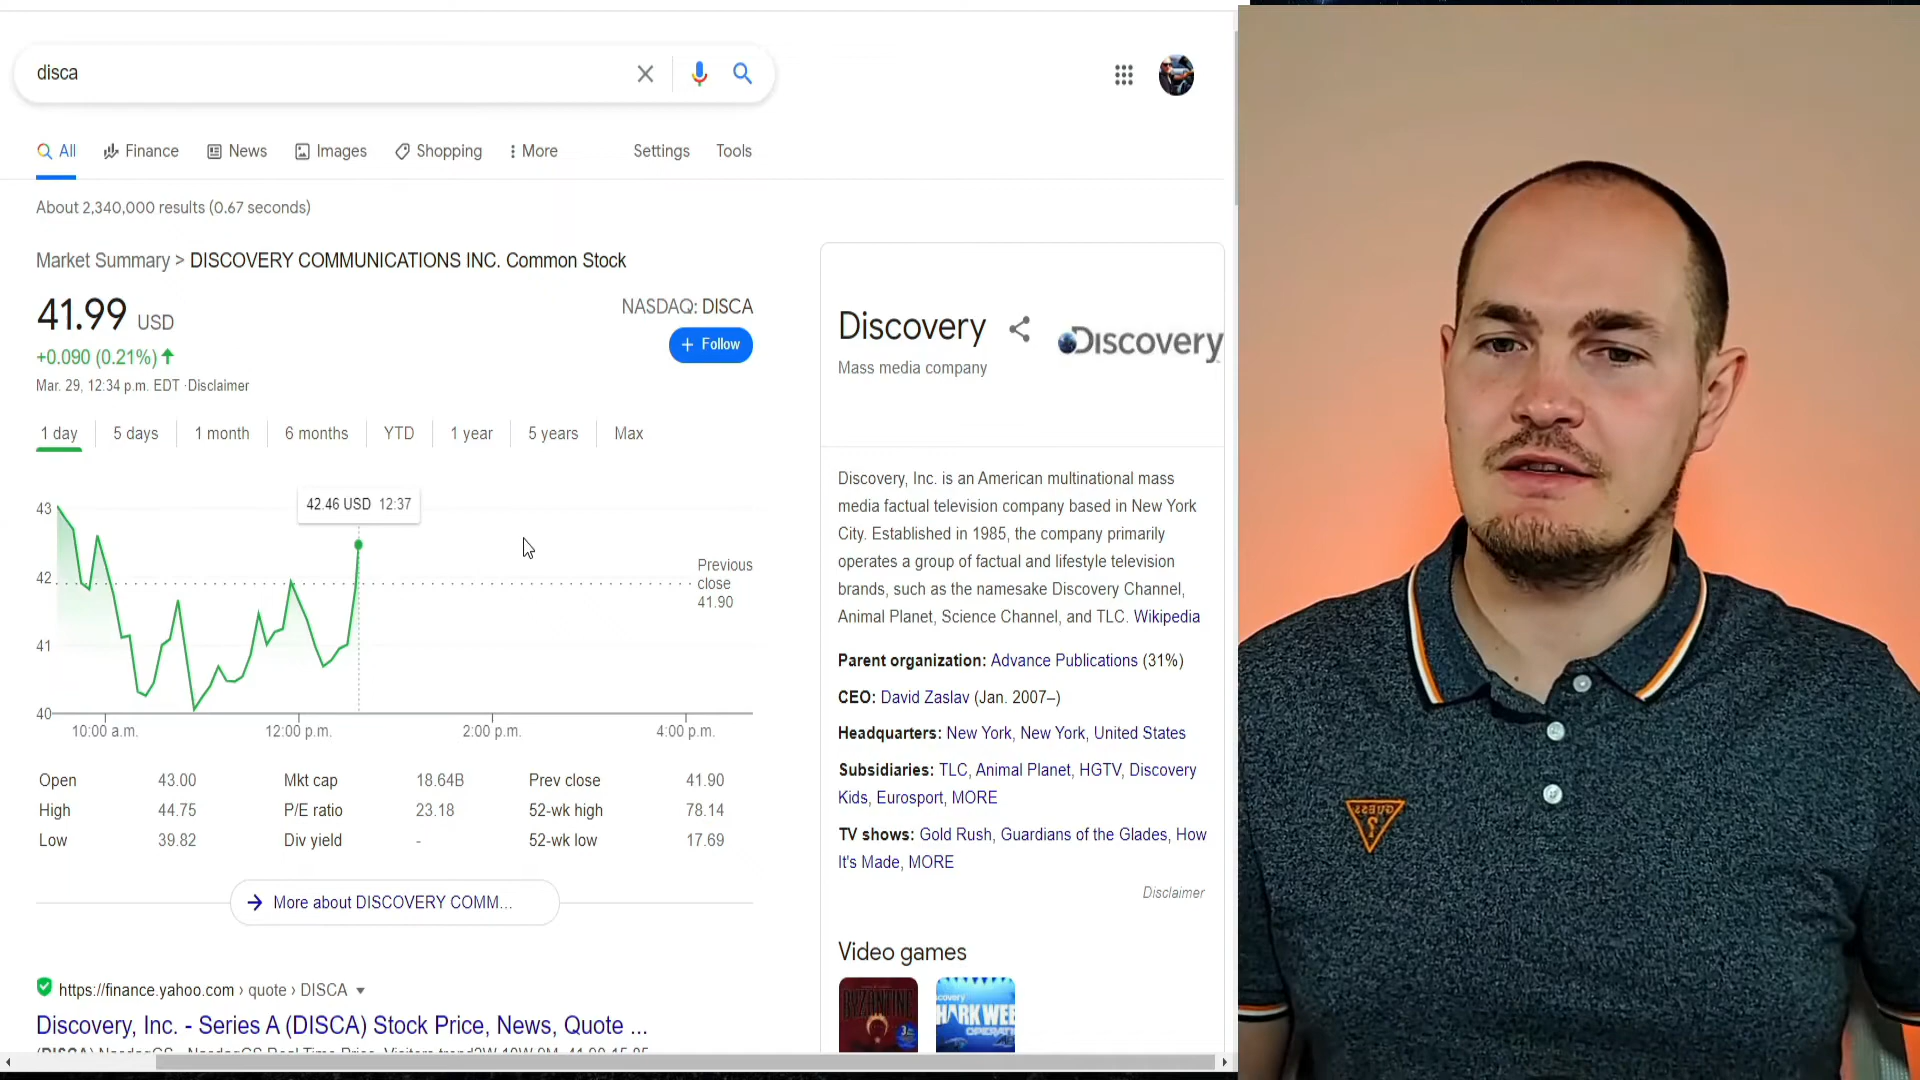 disca
All
Finance
News
Images
Shopping
More
Settings
Tools
About 2,340,000 results (0.67 seconds)
Market Summary > DISCOVERY COMMUNICATIONS INC. Common Stock
41.99 USD
NASDAQ: DISCA
+0.090 (0.21%)
+ Follow
Mar. 29, 12:34 p.m. EDT ·Disclaimer
1 day
5 days
1 month
6 months
YTD
1 year
5 years
Max
42.46 USD 12:37
43
42
41
40
Previous
close
41.90
10:00 a.m.
12:00 p.m.
2:00 p.m.
4:00 p.m.
Open 43.00 Mkt cap 18.64B Prev close 41.90
High 44.75 P/E ratio 23.18 52-wk high 78.14
Low 39.82 Div yield - 52-wk low 17.69
More about DISCOVERY COMM...
https://finance.yahoo.com › quote › DISCA
Discovery, Inc. - Series A (DISCA) Stock Price, News, Quote ...
Discovery
Discovery
Mass media company
Discovery, Inc. is an American multinational mass
media factual television company based in New York
City. Established in 1985, the company primarily
operates a group of factual and lifestyle television
brands, such as the namesake Discovery Channel,
Animal Planet, Science Channel, and TLC. Wikipedia
Parent organization: Advance Publications (31%)
CEO: David Zaslav (Jan. 2007–)
Headquarters: New York, New York, United States
Subsidiaries: TLC, Animal Planet, HGTV, Discovery
Kids, Eurosport, MORE
TV shows: Gold Rush, Guardians of the Glades, How
It's Made, MORE
Disclaimer
Video games
BYZANTINE
SHARK WEE
OPERATI
GUESS
?